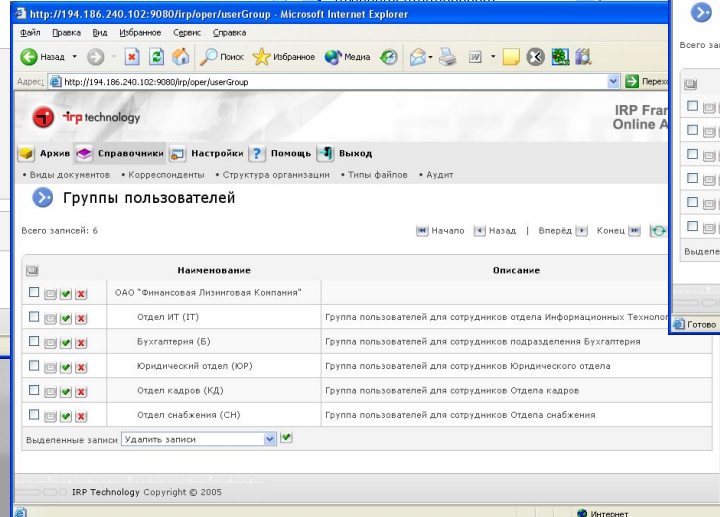 http://194.186.240.102:9080/irp/oper/userGroup - Microsoft Internet Explorer
Файл Правка Вид Избранное Сервис Справка
Назад Поиск Избранное Медиа
Адрес: http://194.186.240.102:9080/irp/oper/userGroup Перехо
irp technology
IRP Fram
Online A
Архив Справочники Настройки Помощь Выход
• Виды документов • Корреспонденты • Структура организации • Типы файлов • Аудит
Группы пользователей
Всего записей: 6
Начало Назад | Вперёд Конец
Наименование Описание
ОАО "Финансовая Лизинговая Компания"
Отдел ИТ (IT) Группа пользователей для сотрудников отдела Информационных Технолог
Бухгалтерия (Б) Группа пользователей для сотрудников подразделения Бухгалтерия
Юридический отдел (ЮР) Группа пользователей для сотрудников Юридического отдела
Отдел кадров (КД) Группа пользователей для сотрудников Отдела кадров
Отдел снабжения (СН) Группа пользователей для сотрудников Отдела снабжения
Выделенные записи Удалить записи
IRP Technology Copyright © 2005
Интернет
Всего за
Выделе
Готово